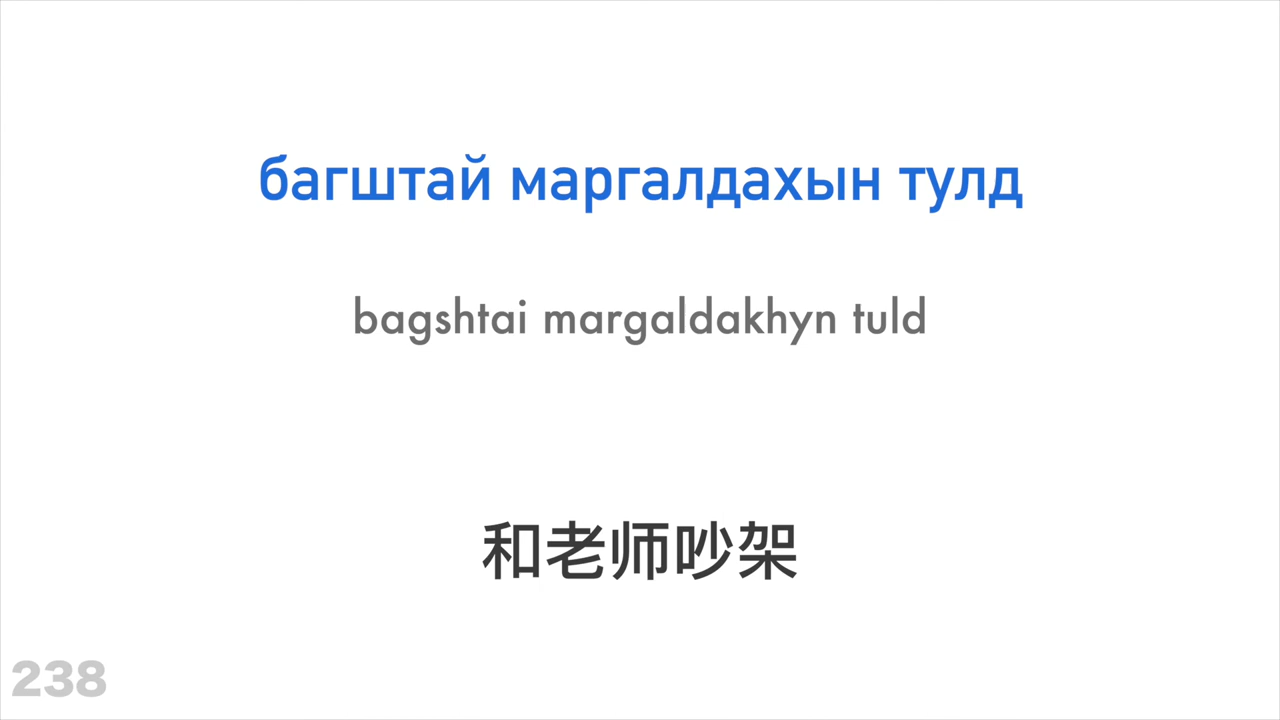 багштай маргалдахын тулд
bagshtai margaldakhyn tuld
和老师吵架
238